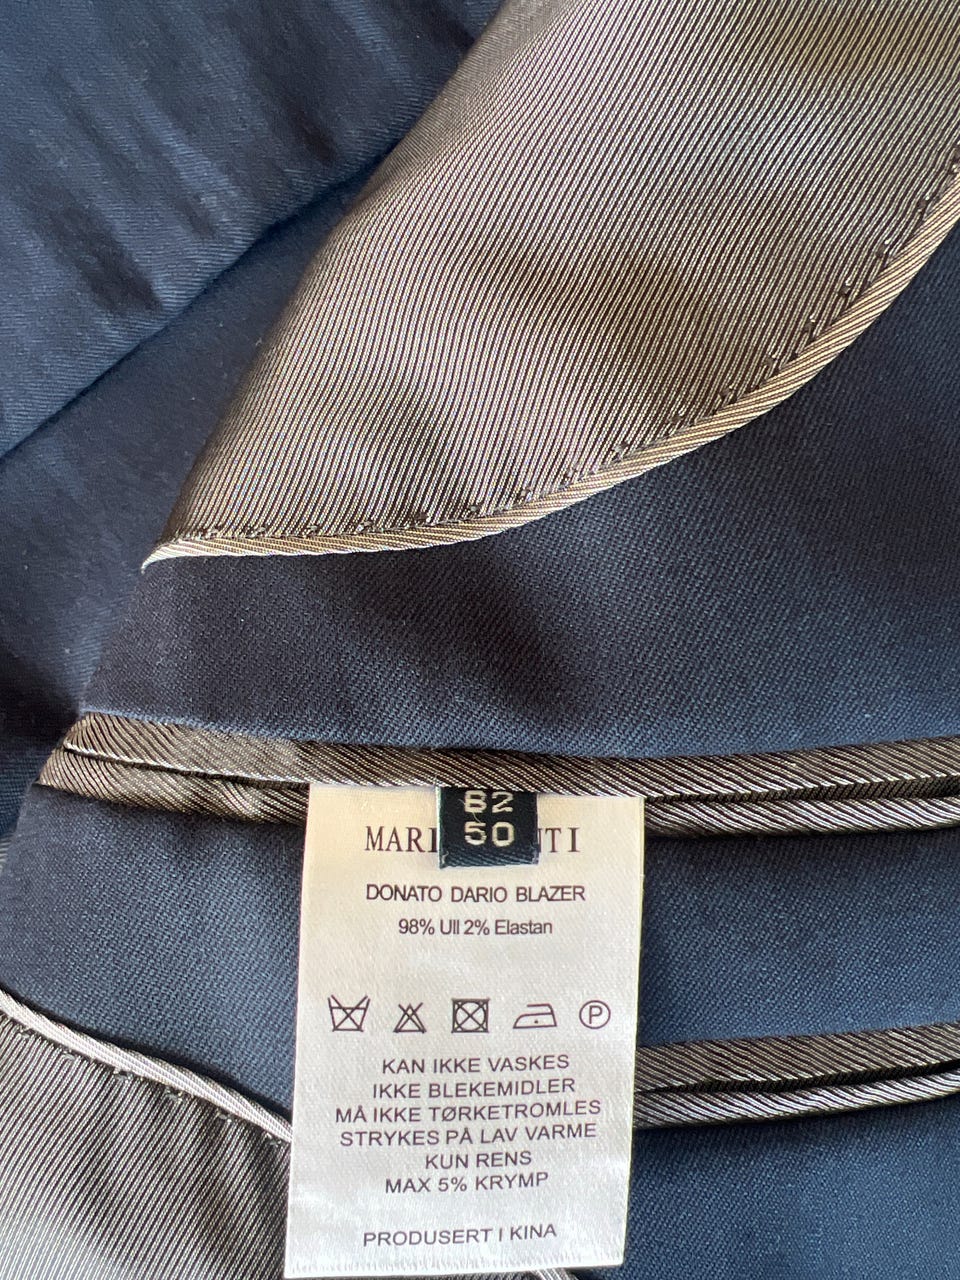 B2
50
DONATO DARIO BLAZER
98% Ull 2% Elastan
P
KAN IKKE VASKES
IKKE BLEKEMIDLER
MÅ IKKE TØRKETROMLES
STRYKES PÅ LAV VARME
KUN RENS
MAX 5% KRYMP
PRODUSERT I KINA